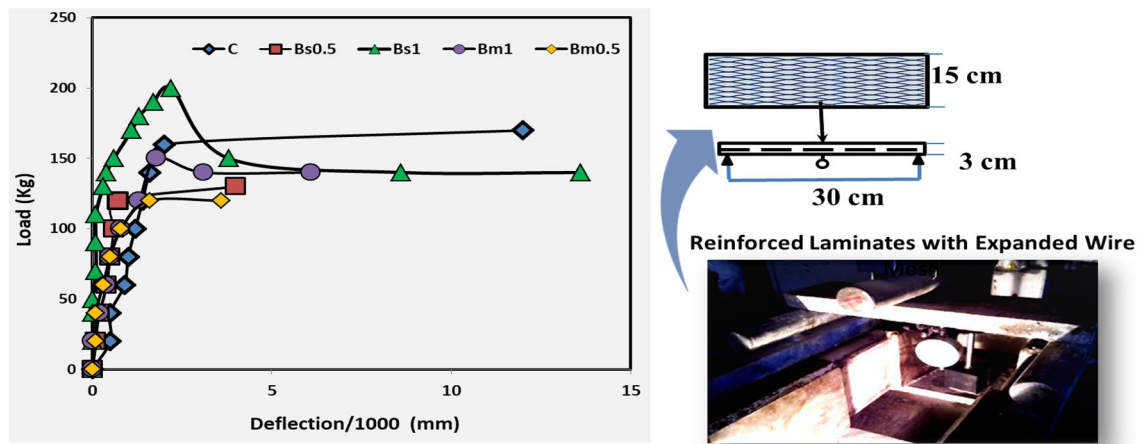 250
200
150
100
50
0
C Bs0.5 Bs1 Bm1 Bm0.5
Load (Kg)
0 5 10 15
Deflection/1000 (mm)
15 cm
3 cm
30 cm
Reinforced Laminates with Expanded Wire
Mesh